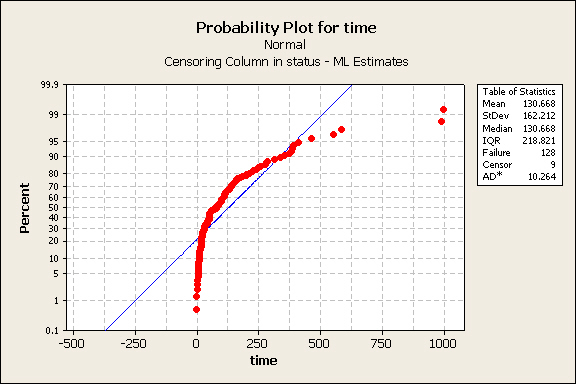 Probability Plot for time
Normal
Censoring Column in status - ML Estimates
Percent
99.9
99
95
90
80
70
60
50
40
30
20
10
5
1
0.1
-500
-250
0
250
500
750
1000
time
Table of Statistics
Mean 130.668
StDev 162.212
Median 130.668
IQR 218.821
Failure 128
Censor 9
AD* 10.264